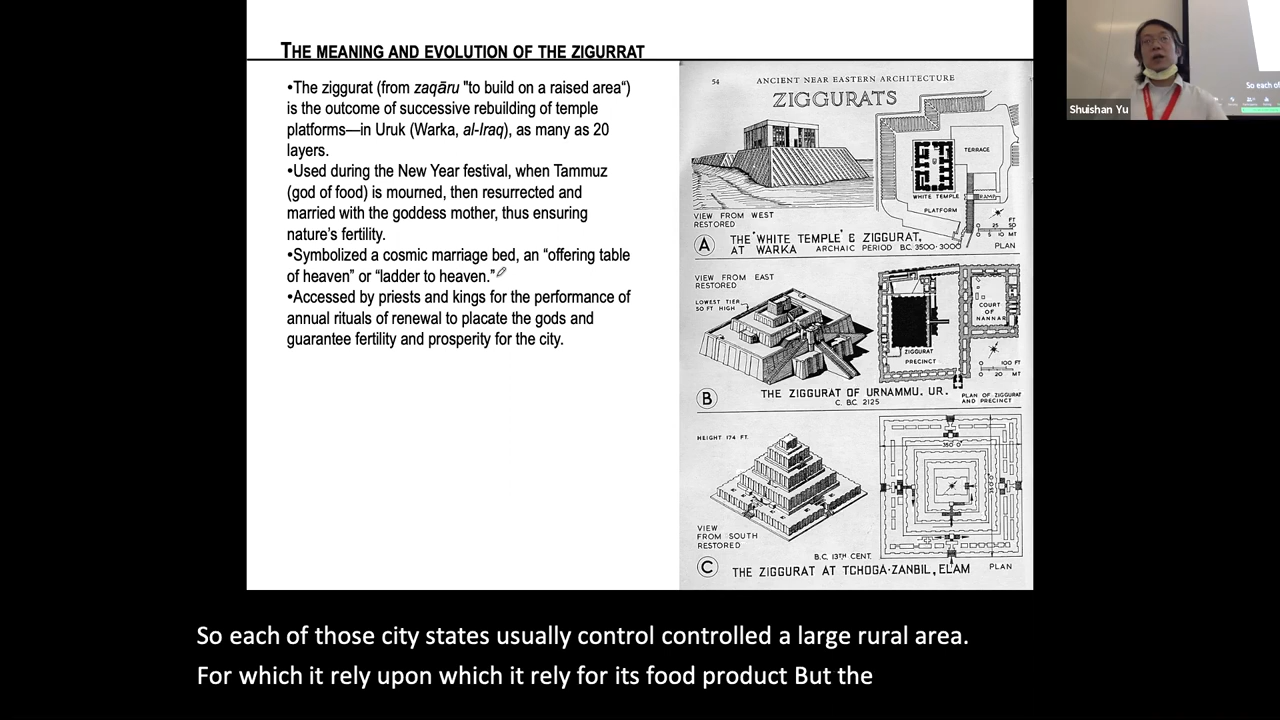 THE MEANING AND EVOLUTION OF THE ZIGURRAT
•The ziggurat (from zaqāru "to build on a raised area“)
is the outcome of successive rebuilding of temple
platforms—in Uruk (Warka, al-Iraq), as many as 20
layers.
•Used during the New Year festival, when Tammuz
(god of food) is mourned, then resurrected and
married with the goddess mother, thus ensuring
nature’s fertility.
•Symbolized a cosmic marriage bed, an “offering table
of heaven” or “ladder to heaven.”
•Accessed by priests and kings for the performance of
annual rituals of renewal to placate the gods and
guarantee fertility and prosperity for the city.
54 ANCIENT NEAR EASTERN ARCHITECTURE
ZIGGURATS
TERRACE
WHITE TEMPLE
RAMP
PLATFORM
FT
0 25 50
0 5 10 MT
VIEW FROM WEST
RESTORED
A THE 'WHITE TEMPLE' & ZIGGURAT,
AT WARKA ARCHAIC PERIOD B.C. 3500-3000
PLAN
VIEW FROM EAST
RESTORED
LOWEST TIER
50 FT HIGH
COURT
OF
NANNAR
ZIGGURAT
PRECINCT
0 100 FT
0 20 MT
B THE ZIGGURAT OF URNAMMU, UR.
C. BC 2125
PLAN OF ZIGGURAT
AND PRECINCT
HEIGHT 174 FT.
350'0"
VIEW
FROM SOUTH
RESTORED
B.C. 13TH CENT.
C THE ZIGGURAT AT TCHOGA-ZANBIL, ELAM
PLAN
Shuishan Yu
So each of
So each of those city states usually control controlled a large rural area.
For which it rely upon which it rely for its food product But the